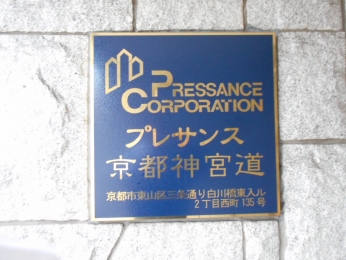 PRESSANCE
CORPORATION
プレサンス
京都神宮道
京都市東山区三条通り白川橋東入ル
2丁目西町135号